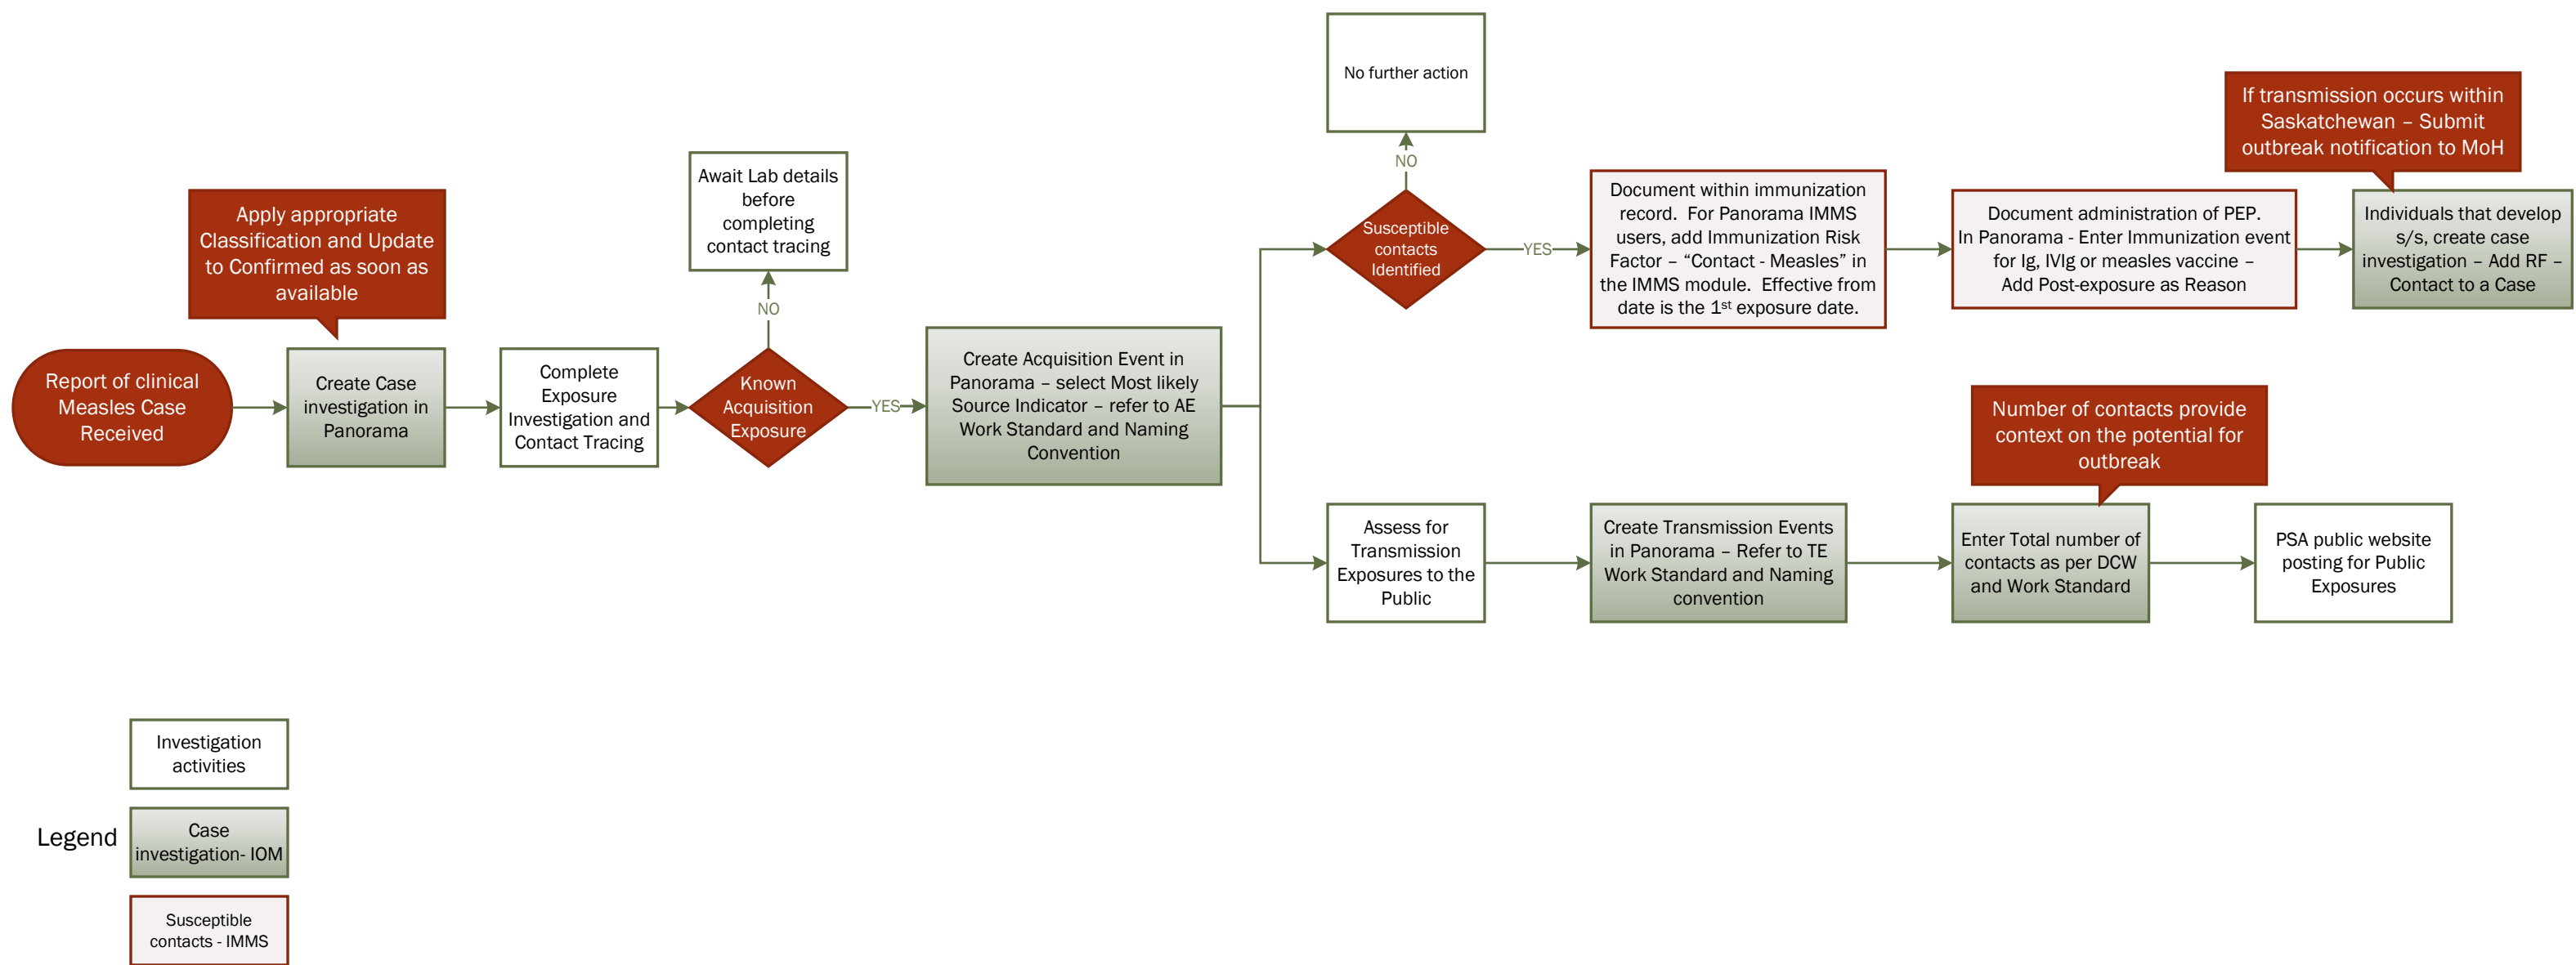 Report of clinical
Measles Case
Received
Apply appropriate
Classification and Update
to Confirmed as soon as
available
Create Case
investigation in
Panorama
Complete
Exposure
Investigation and
Contact Tracing
Known
Acquisition
Exposure
NO
Await Lab details
before
completing
contact tracing
YES
Create Acquisition Event in
Panorama – select Most likely
Source Indicator – refer to AE
Work Standard and Naming
Convention
Susceptible
contacts
Identified
NO
No further action
YES
Document within immunization
record.  For Panorama IMMS
users, add Immunization Risk
Factor – “Contact - Measles” in
the IMMS module.  Effective from
date is the 1st exposure date.
Document administration of PEP.
In Panorama - Enter Immunization event
for Ig, IVIg or measles vaccine –
Add Post-exposure as Reason
If transmission occurs within
Saskatchewan – Submit
outbreak notification to MoH
Individuals that develop
s/s, create case
investigation – Add RF –
Contact to a Case
Assess for
Transmission
Exposures to the
Public
Create Transmission Events
in Panorama – Refer to TE
Work Standard and Naming
convention
Number of contacts provide
context on the potential for
outbreak
Enter Total number of
contacts as per DCW
and Work Standard
PSA public website
posting for Public
Exposures
Legend
Investigation
activities
Case
investigation- IOM
Susceptible
contacts - IMMS